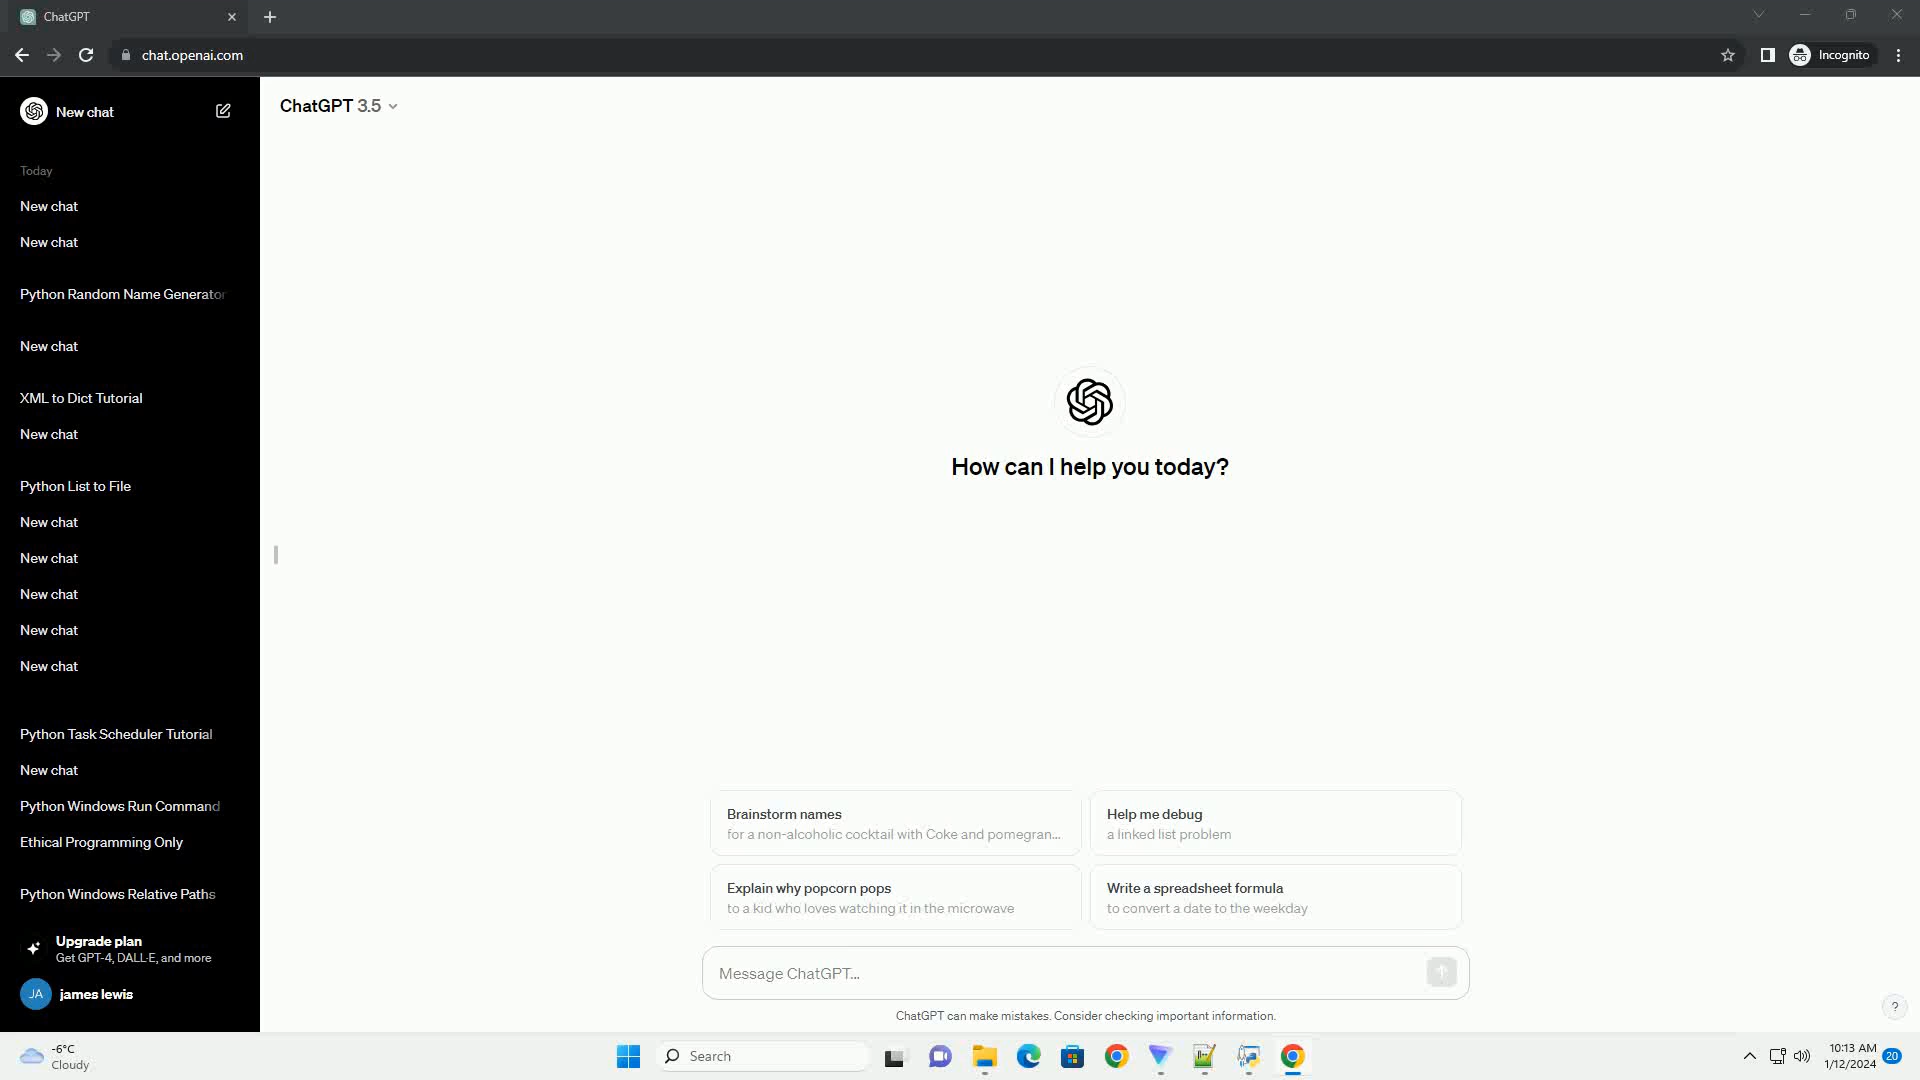 ChatGPT
chat.openai.com
Incognito
New chat
ChatGPT 3.5
Today
New chat
New chat
Python Random Name Generator
New chat
XML to Dict Tutorial
New chat
Python List to File
New chat
New chat
New chat
New chat
New chat
Python Task Scheduler Tutorial
New chat
Python Windows Run Command
Ethical Programming Only
Python Windows Relative Paths
Upgrade plan
Get GPT-4, DALL·E, and more
JA james lewis
How can I help you today?
Brainstorm names
for a non-alcoholic cocktail with Coke and pomegran...
Help me debug
a linked list problem
Explain why popcorn pops
to a kid who loves watching it in the microwave
Write a spreadsheet formula
to convert a date to the weekday
Message ChatGPT...
ChatGPT can make mistakes. Consider checking important information.
?
-6°C
Cloudy
Search
10:13 AM
1/12/2024
20